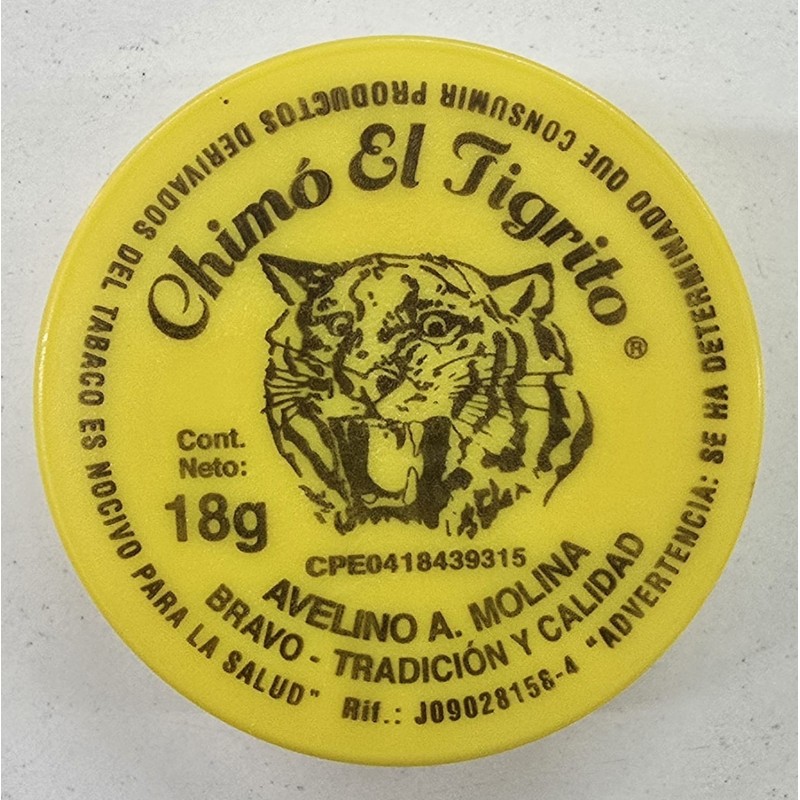 Chimó El Tigrito
®
Cont.
Neto:
18g
CPE0418439315
AVELINO A. MOLINA
BRAVO - TRADICIÓN Y CALIDAD
Rif.: J09028158-4 "ADVERTENCIA: SE HA DETERMINADO QUE CONSUMIR PRODUCTOS DERIVADOS DEL TABACO ES NOCIVO PARA LA SALUD"